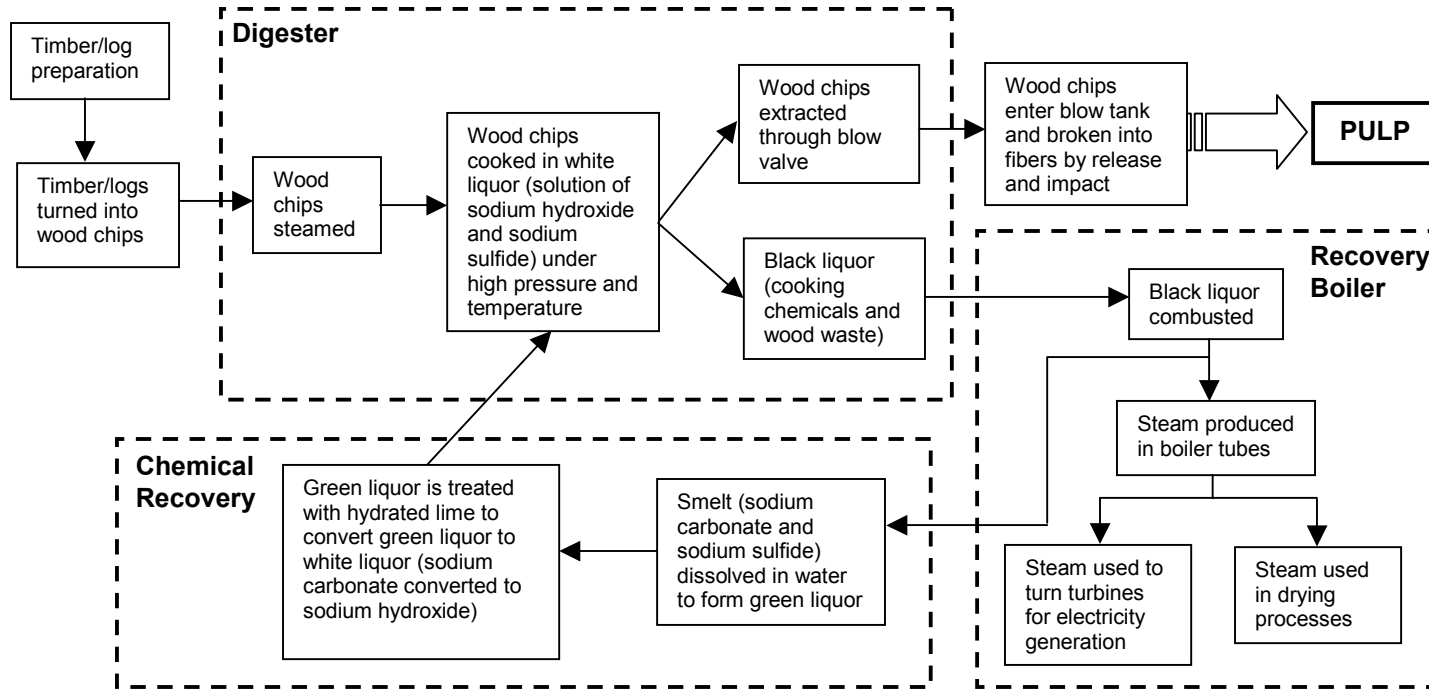 Timber/log
preparation
Timber/logs
turned into
wood chips
Digester
Wood
chips
steamed
Wood chips
cooked in white
liquor (solution of
sodium hydroxide
and sodium
sulfide) under
high pressure and
temperature
Wood chips
extracted
through blow
valve
Black liquor
(cooking
chemicals and
wood waste)
Wood chips
enter blow tank
and broken into
fibers by release
and impact
PULP
Recovery
Boiler
Black liquor
combusted
Steam produced
in boiler tubes
Steam used to
turn turbines
for electricity
generation
Steam used
in drying
processes
Chemical
Recovery
Green liquor is treated
with hydrated lime to
convert green liquor to
white liquor (sodium
carbonate converted to
sodium hydroxide)
Smelt (sodium
carbonate and
sodium sulfide)
dissolved in water
to form green liquor